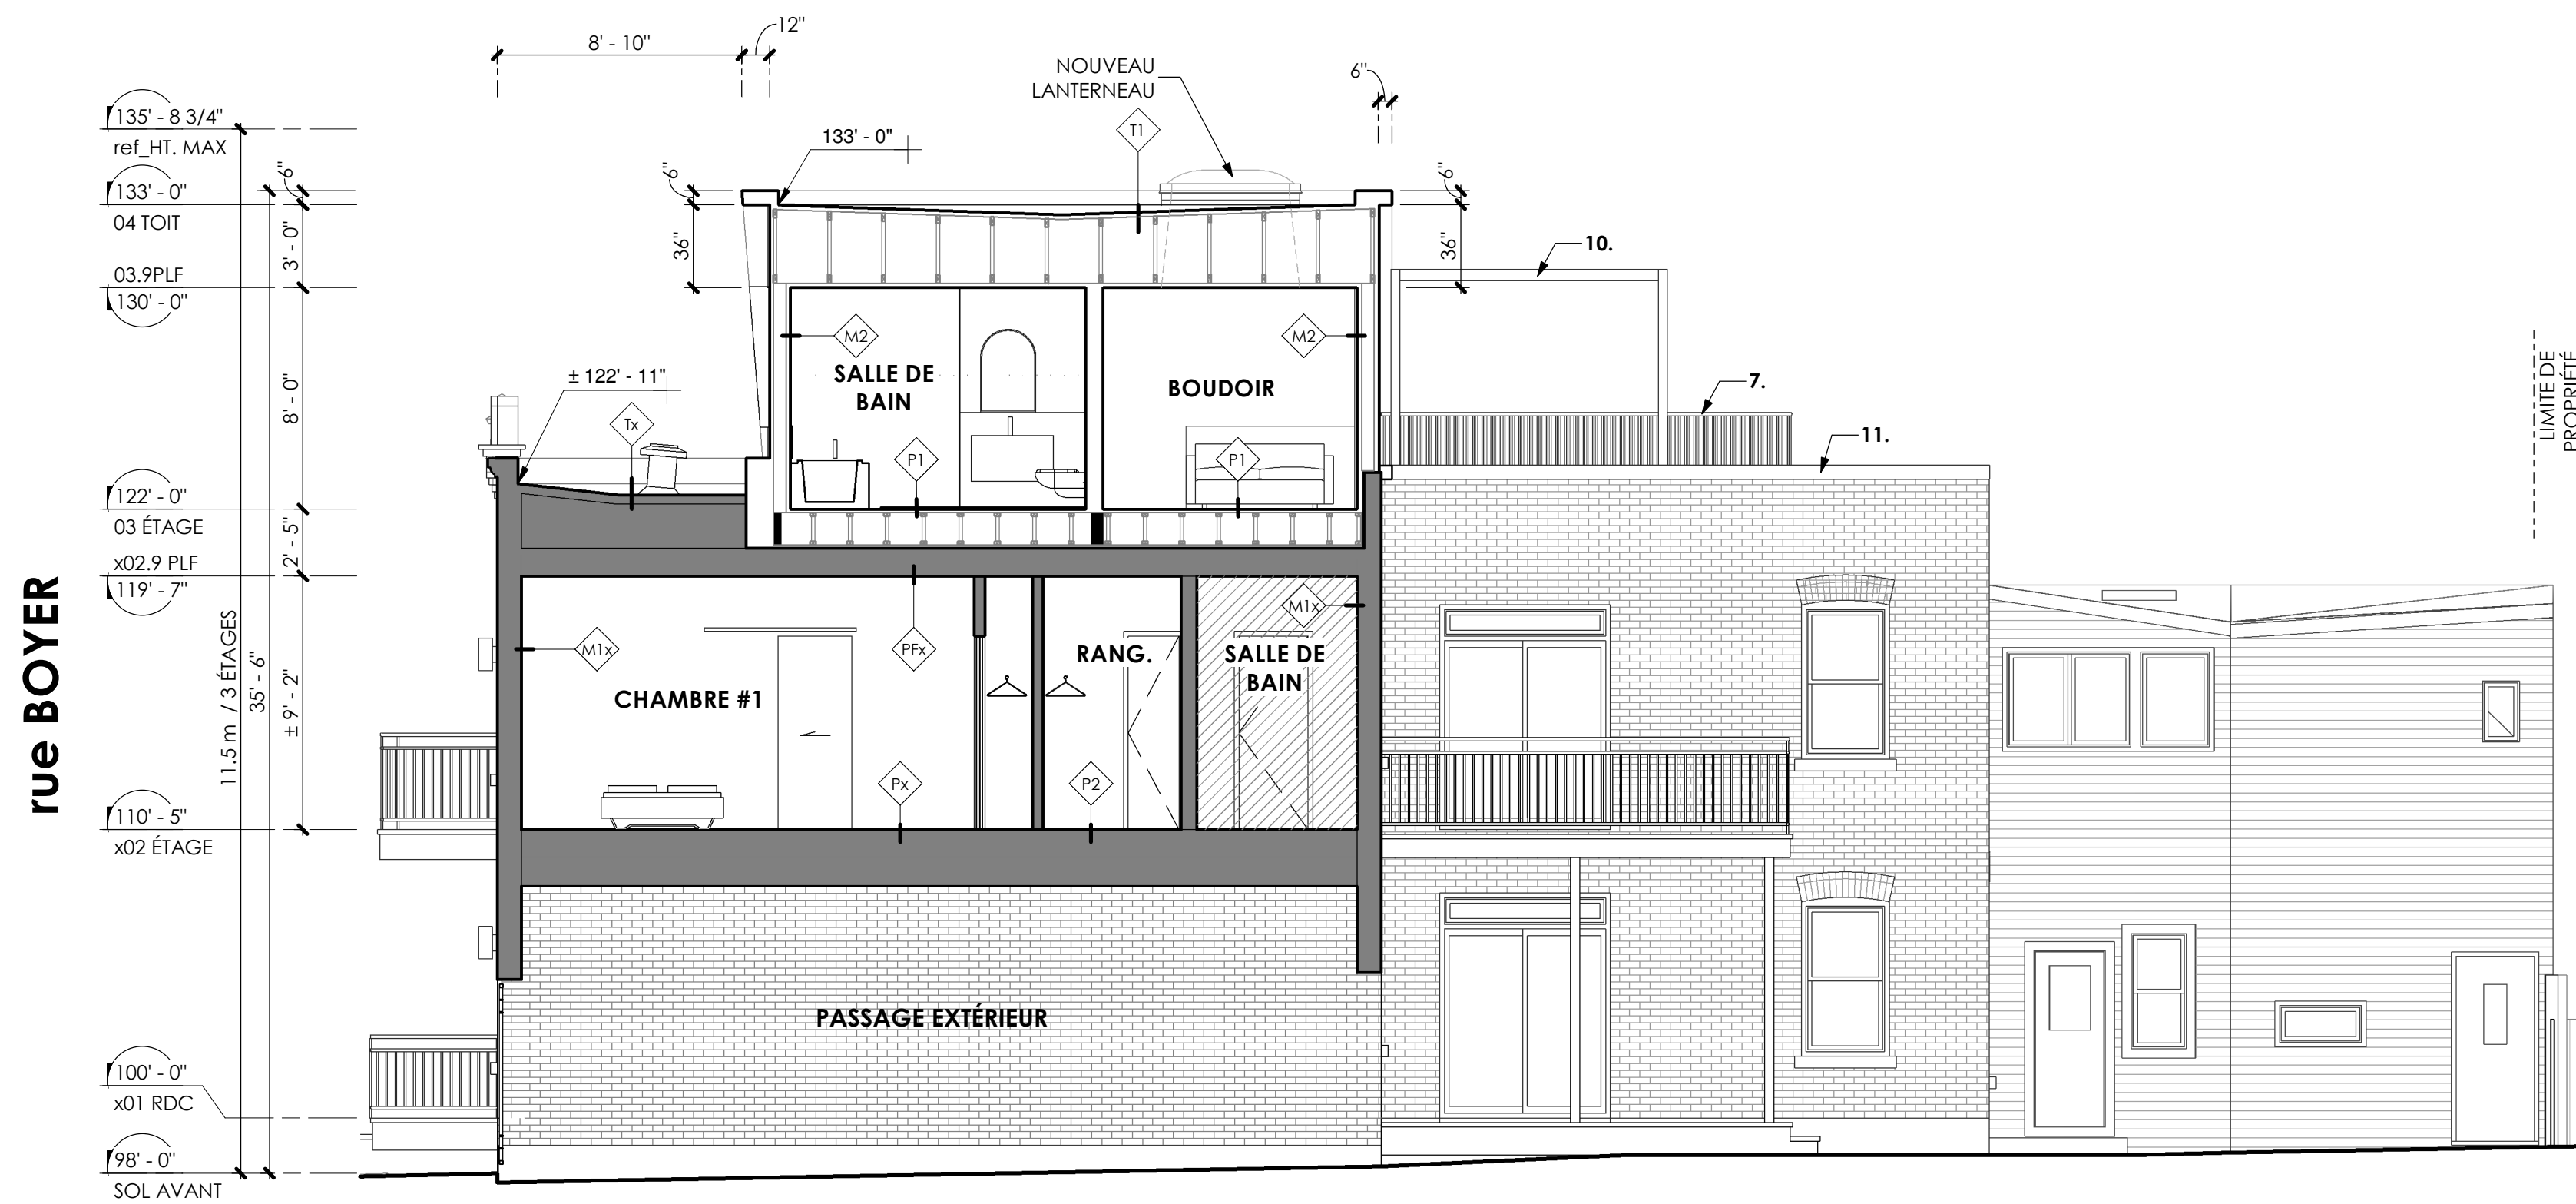 rue BOYER
135' - 8 3/4"
ref_HT. MAX
133' - 0"
04 TOIT
03.9PLF
130' - 0"
122' - 0"
03 ÉTAGE
x02.9 PLF
119' - 7"
110' - 5"
x02 ÉTAGE
100' - 0"
x01 RDC
98' - 0"
SOL AVANT
11.5 m / 3 ÉTAGES
35' - 6"
6"
3' - 0"
8' - 0"
2' - 5"
± 9' - 2"
8' - 10"
12"
NOUVEAU
LANTERNEAU
6"
T1
133' - 0"
6"
36"
6"
36"
10.
7.
11.
M2
M2
SALLE DE
BAIN
BOUDOIR
± 122' - 11"
Tx
P1
P1
M1x
PFx
M1x
RANG.
SALLE DE
BAIN
CHAMBRE #1
Px
P2
PASSAGE EXTÉRIEUR
LIMITE DE
PROPRIÉTÉ